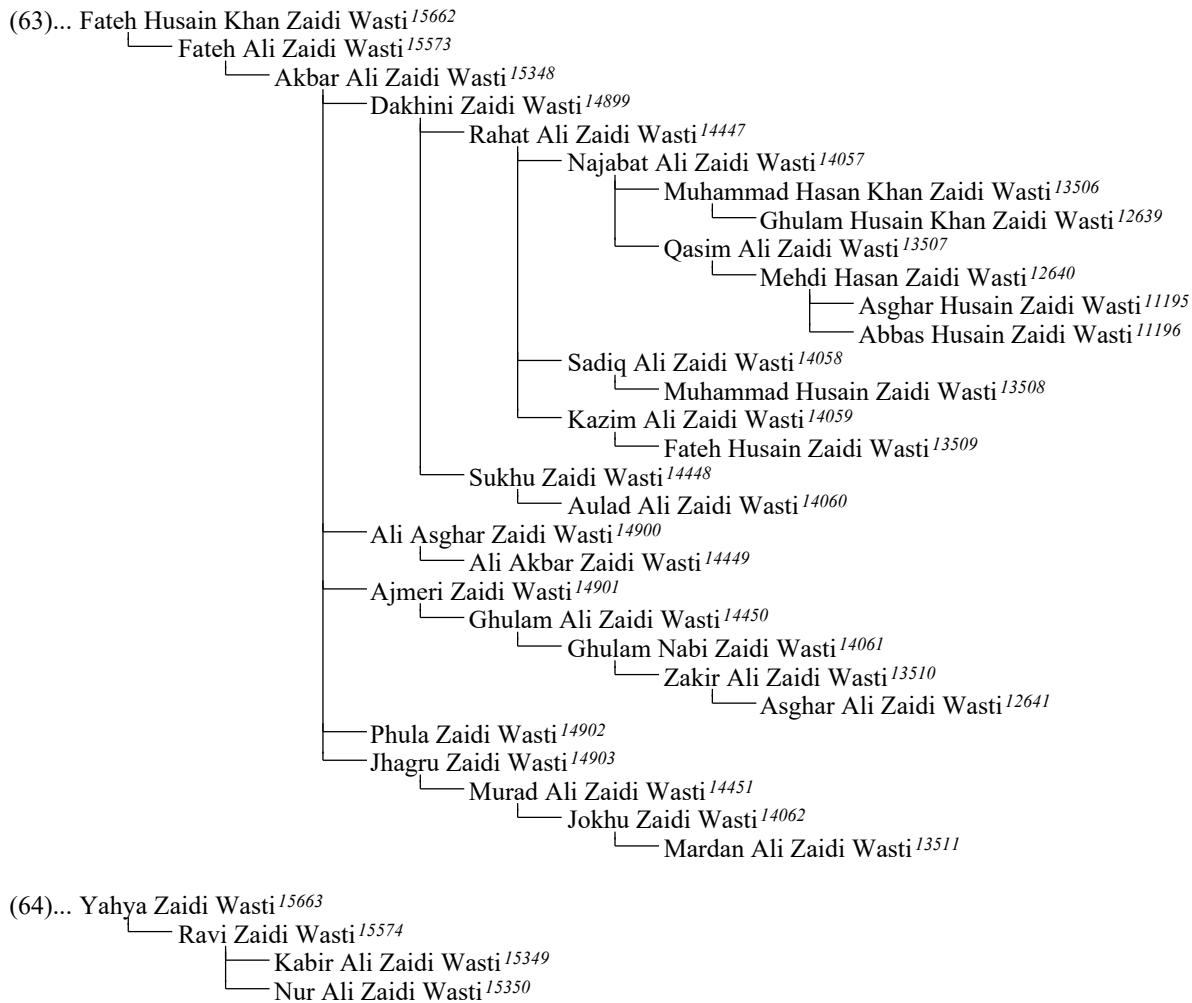 (63)... Fateh Husain Khan Zaidi Wasti 15662
Fateh Ali Zaidi Wasti 15573
Akbar Ali Zaidi Wasti 15348
Dakhini Zaidi Wasti 14899
Rahat Ali Zaidi Wasti 14447
Najabat Ali Zaidi Wasti 14057
Muhammad Hasan Khan Zaidi Wasti 13506
Ghulam Husain Khan Zaidi Wasti 12639
Qasim Ali Zaidi Wasti 13507
Mehdi Hasan Zaidi Wasti 12640
Asghar Husain Zaidi Wasti 11195
Abbas Husain Zaidi Wasti 11196
Sadiq Ali Zaidi Wasti 14058
Muhammad Husain Zaidi Wasti 13508
Kazim Ali Zaidi Wasti 14059
Fateh Husain Zaidi Wasti 13509
Sukhu Zaidi Wasti 14448
Aulad Ali Zaidi Wasti 14060
Ali Asghar Zaidi Wasti 14900
Ali Akbar Zaidi Wasti 14449
Ajmeri Zaidi Wasti 14901
Ghulam Ali Zaidi Wasti 14450
Ghulam Nabi Zaidi Wasti 14061
Zakir Ali Zaidi Wasti 13510
Asghar Ali Zaidi Wasti 12641
Phula Zaidi Wasti 14902
Jhagru Zaidi Wasti 14903
Murad Ali Zaidi Wasti 14451
Jokhu Zaidi Wasti 14062
Mardan Ali Zaidi Wasti 13511
(64)... Yahya Zaidi Wasti 15663
Ravi Zaidi Wasti 15574
Kabir Ali Zaidi Wasti 15349
Nur Ali Zaidi Wasti 15350